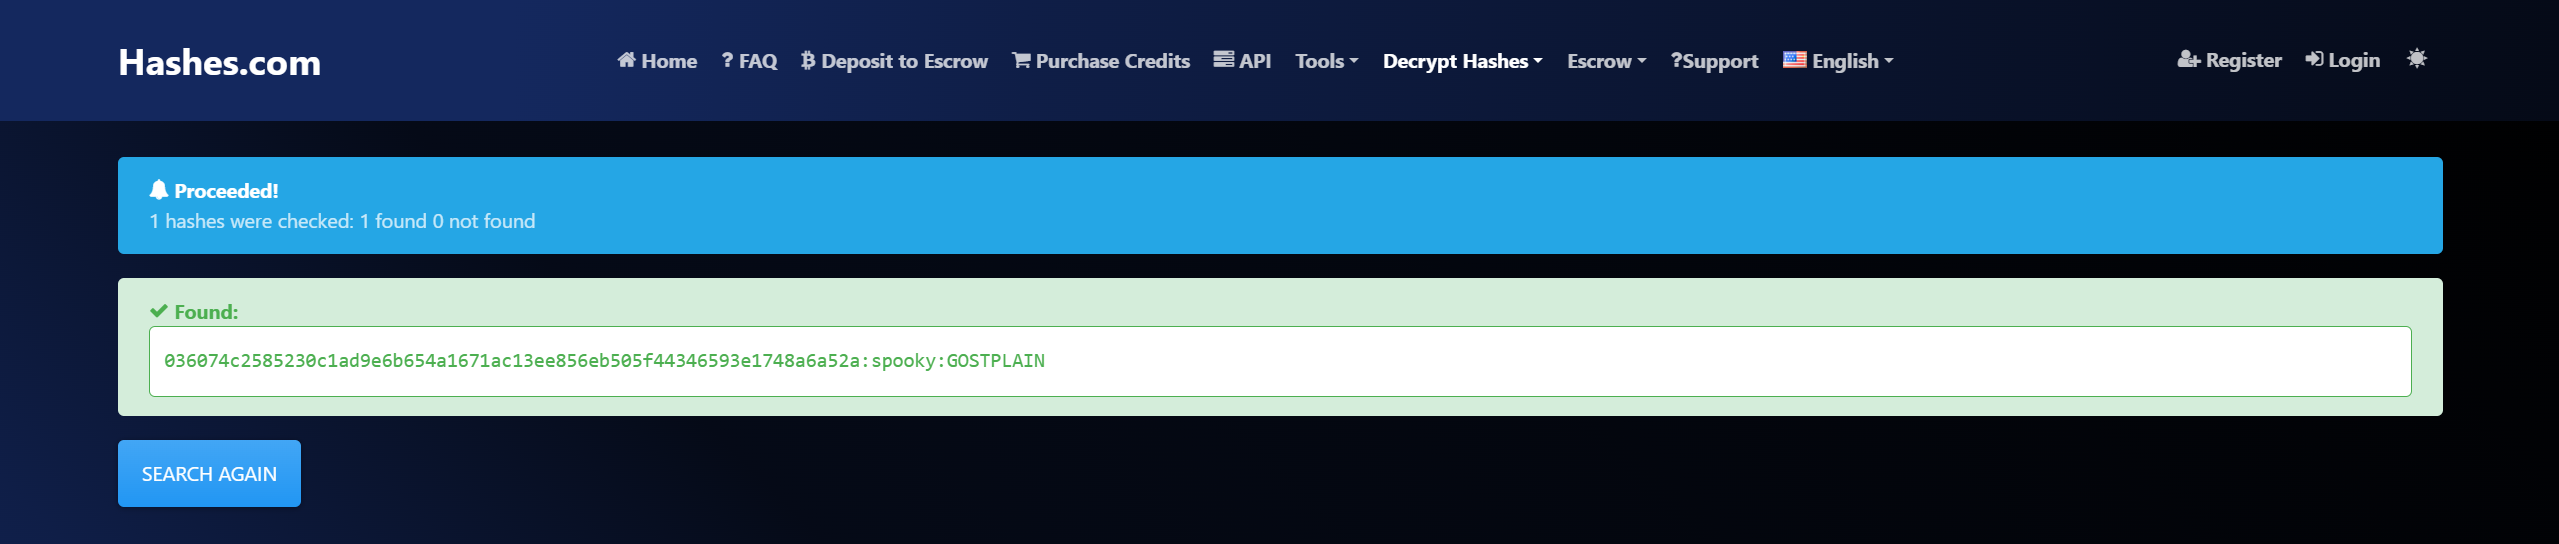 Hashes.com
Home ? FAQ Deposit to Escrow Purchase Credits API Tools Decrypt Hashes Escrow ?Support English Register Login
Proceeded!
1 hashes were checked: 1 found 0 not found
Found:
036074c2585230c1ad9e6b654a1671ac13ee856eb505f44346593e1748a6a52a:spooky:GOSTPLAIN
SEARCH AGAIN